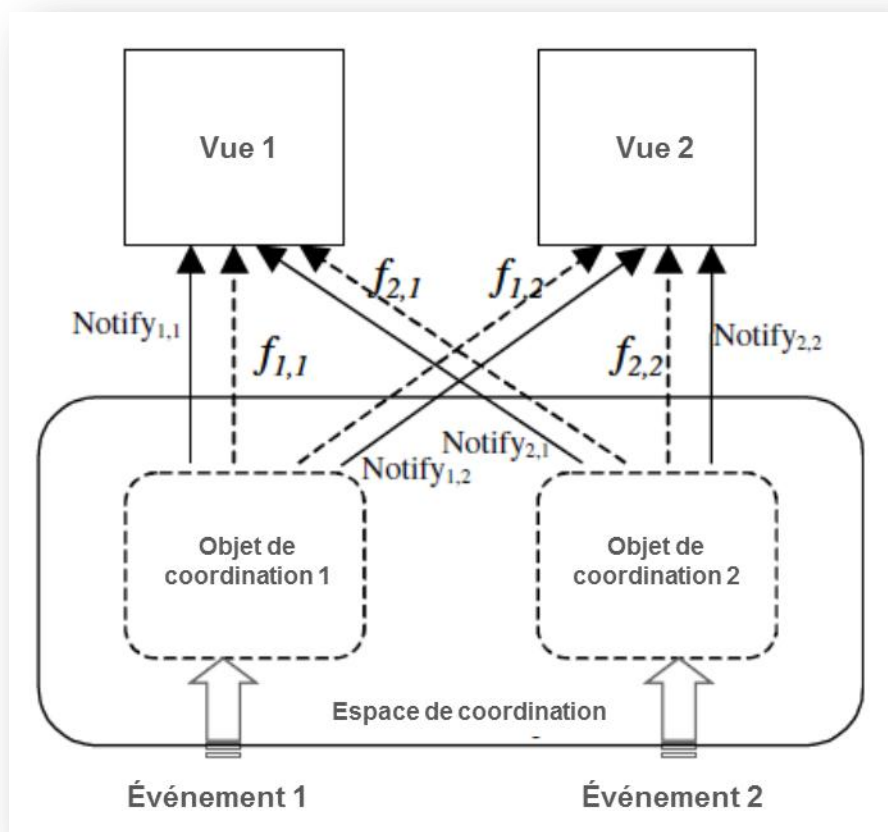 Vue 1
Vue 2
f2,1
f1,2
Notify1,1
Notify2,2
f1,1
f2,2
Notify2,1
Notify1,2
Objet de
coordination 1
Objet de
coordination 2
Espace de coordination
Événement 1
Événement 2